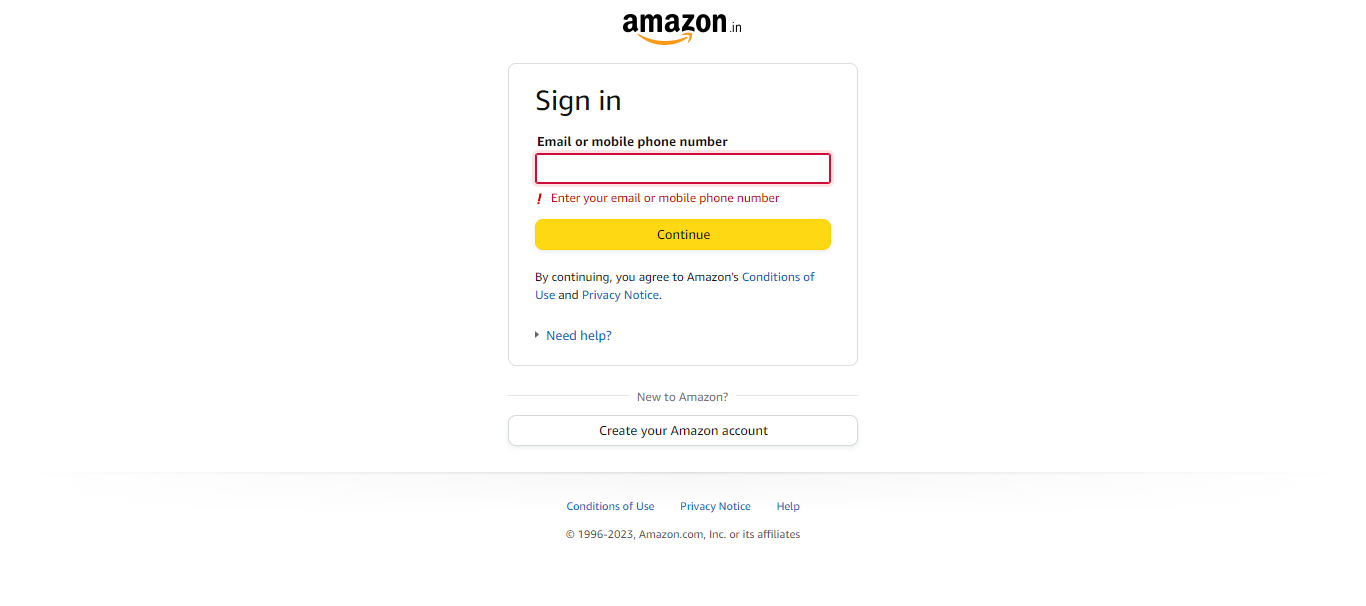 amazon.in
Sign in
Email or mobile phone number
! Enter your email or mobile phone number
Continue
By continuing, you agree to Amazon's Conditions of
Use and Privacy Notice.
Need help?
New to Amazon?
Create your Amazon account
Conditions of Use Privacy Notice Help
© 1996-2023, Amazon.com, Inc. or its affiliates